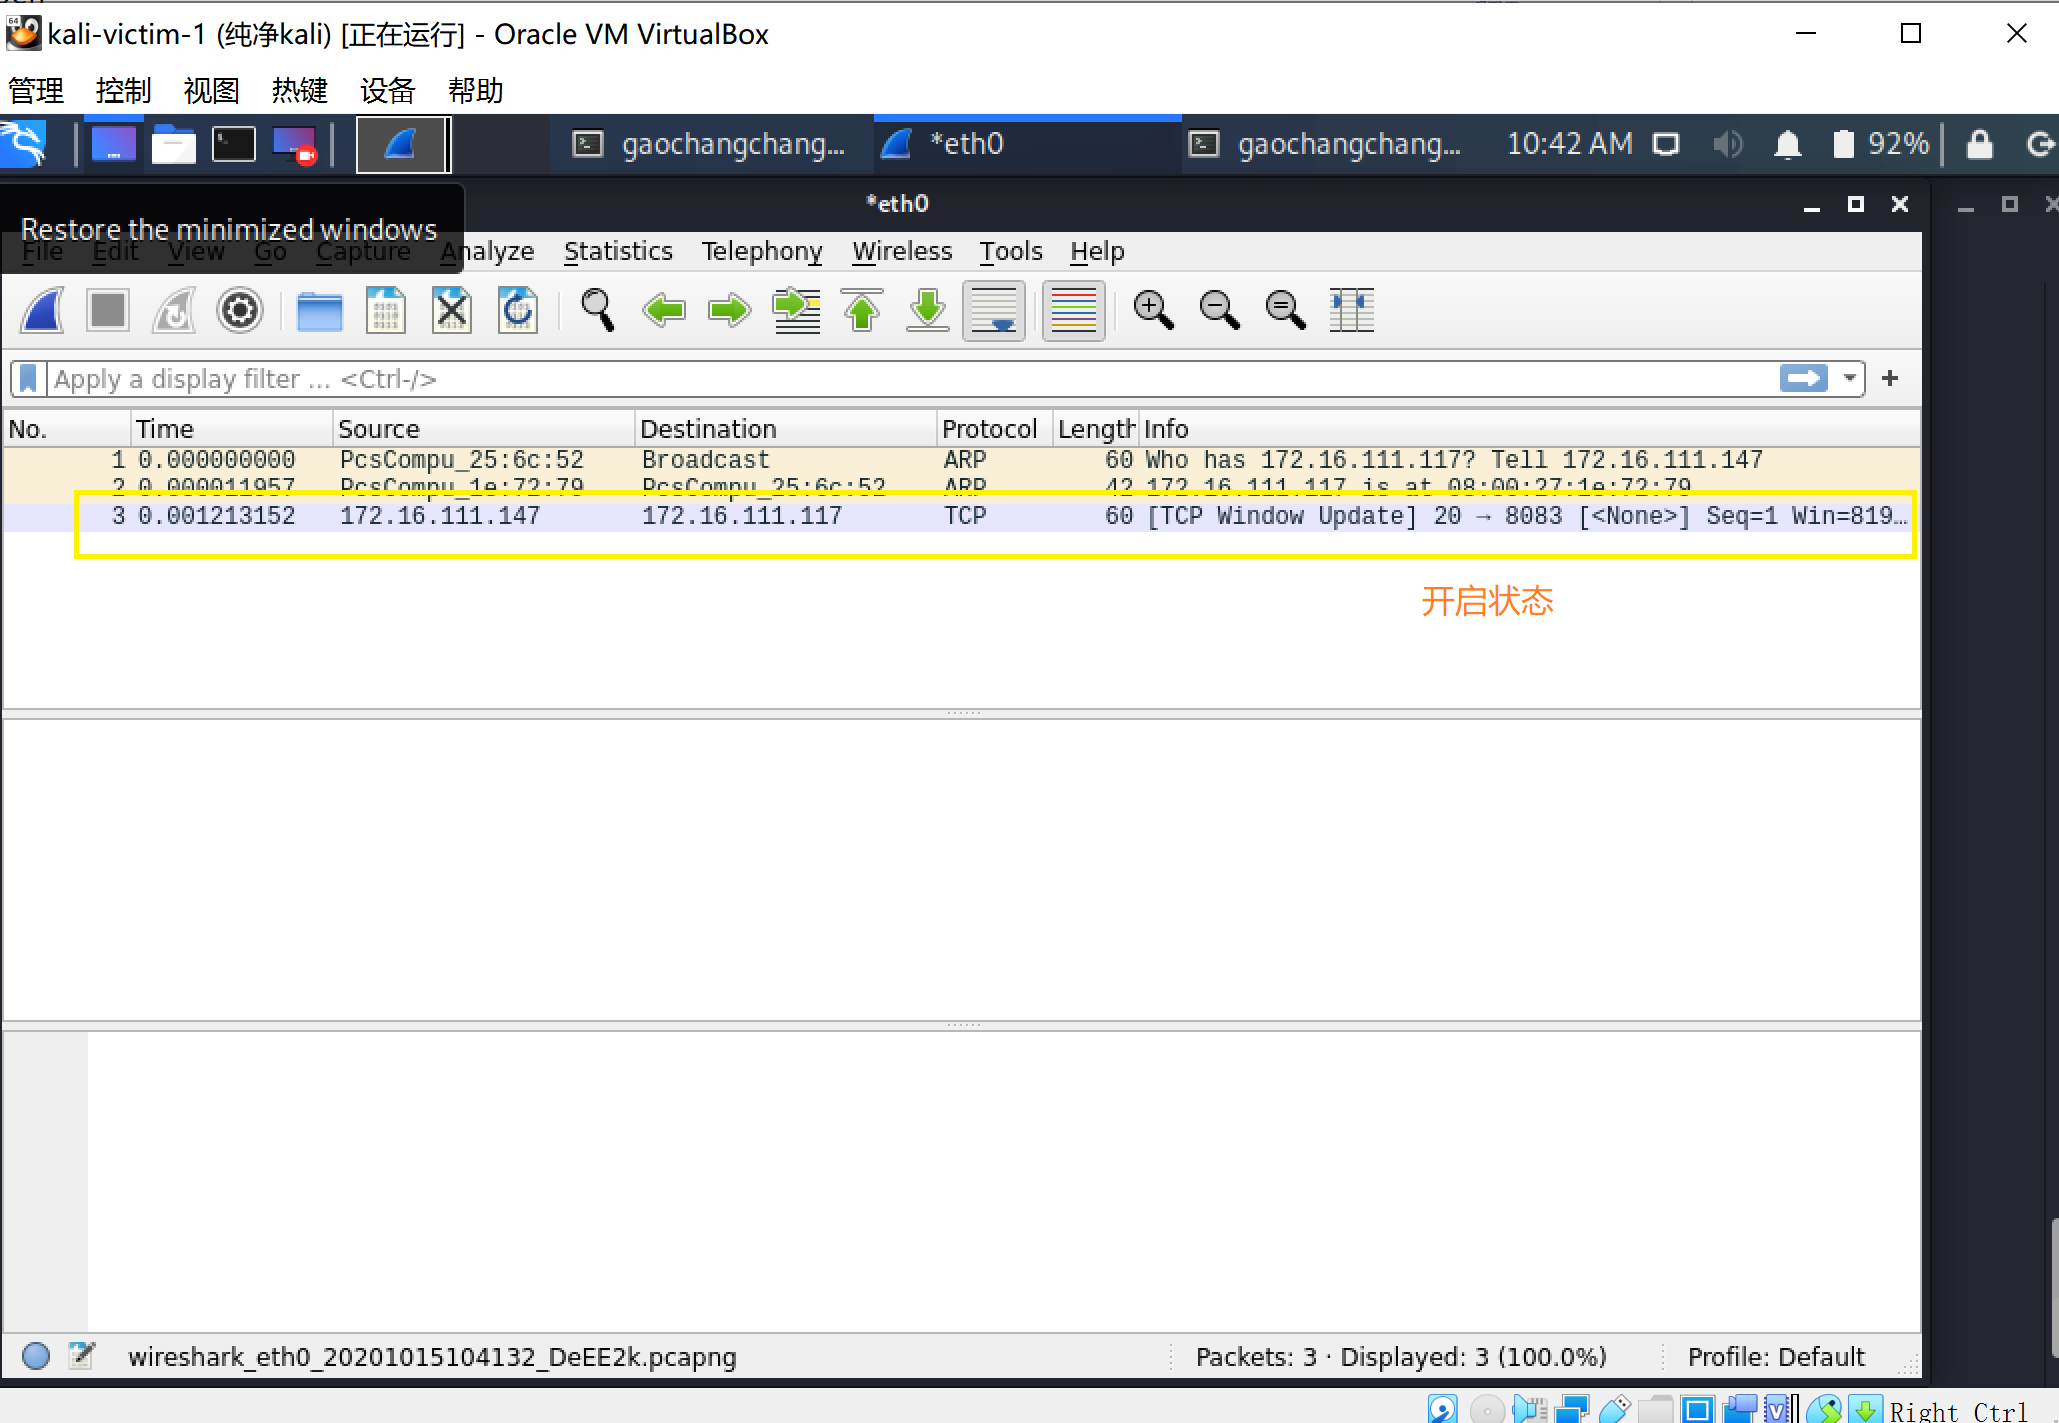 kali-victim-1 (纯净kali) [正在运行] - Oracle VM VirtualBox
管理 控制 视图 热键 设备 帮助
gaochangchang... *eth0 gaochangchang... 10:42 AM 92%
*eth0
Restore the minimized windows
File Edit View Go Capture Analyze Statistics Telephony Wireless Tools Help
Apply a display filter ... <Ctrl-/>
No. Time Source Destination Protocol Length Info
1 0.000000000 PcsCompu_25:6c:52 Broadcast ARP 60 Who has 172.16.111.117? Tell 172.16.111.147
2 0.000011957 PcsCompu_1e:72:79 PcsCompu_25:6c:52 ARP 42 172.16.111.117 is at 08:00:27:1e:72:79
3 0.001213152 172.16.111.147 172.16.111.117 TCP 60 [TCP Window Update] 20 → 8083 [<None>] Seq=1 Win=819…
开启状态
wireshark_eth0_20201015104132_DeEE2k.pcapng Packets: 3 · Displayed: 3 (100.0%) Profile: Default
Right Ctrl